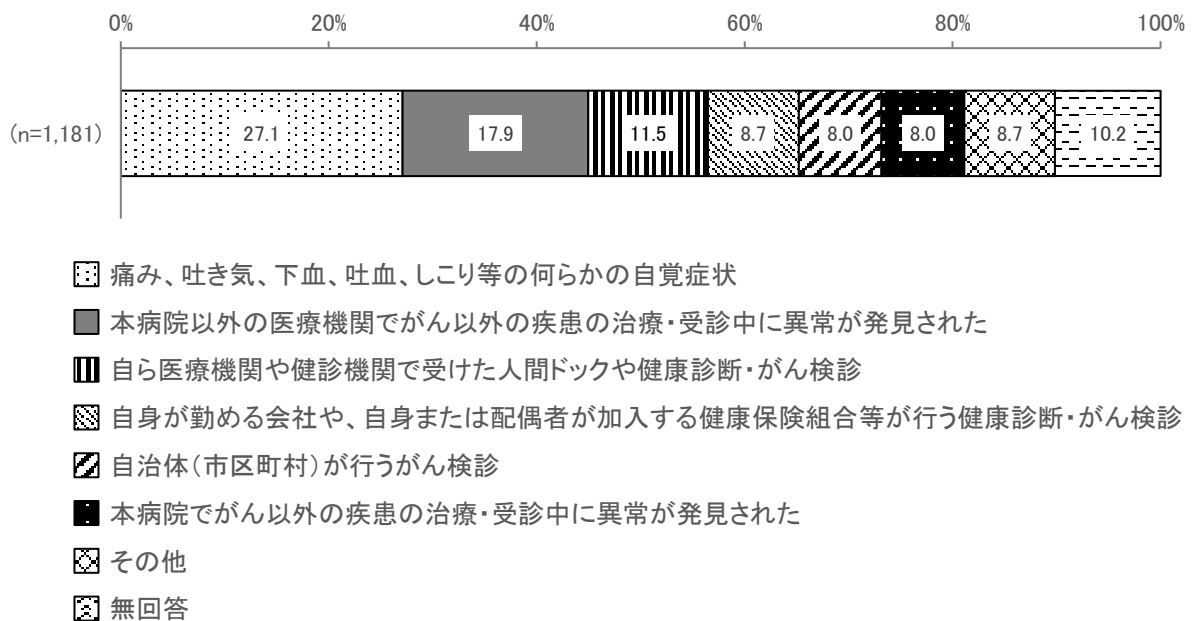 0% 20% 40% 60% 80% 100%
(n=1,181) 27.1 17.9 11.5 8.7 8.0 8.0 8.7 10.2
痛み、吐き気、下血、吐血、しこり等の何らかの自覚症状
本病院以外の医療機関でがん以外の疾患の治療・受診中に異常が発見された
自ら医療機関や健診機関で受けた人間ドックや健康診断・がん検診
自身が勤める会社や、自身または配偶者が加入する健康保険組合等が行う健康診断・がん検診
自治体(市区町村)が行うがん検診
本病院でがん以外の疾患の治療・受診中に異常が発見された
その他
無回答